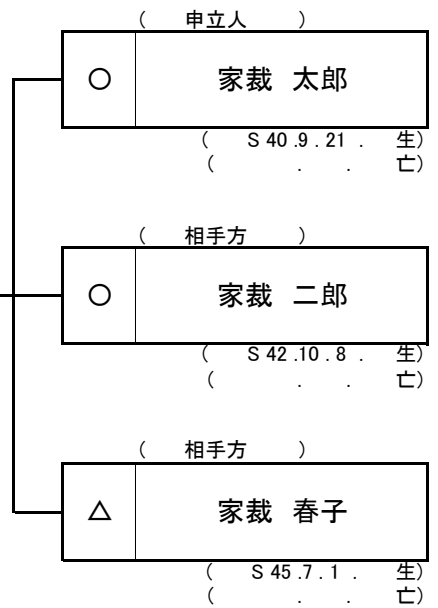 ( 申立人 )
○ 家裁 太郎
( S 40 .9 . 21 . 生)
( . . 亡)
( 相手方 )
○ 家裁 二郎
( S 42 .10 . 8 . 生)
( . . 亡)
( 相手方 )
△ 家裁 春子
( S 45 .7 . 1 . 生)
( . . 亡)